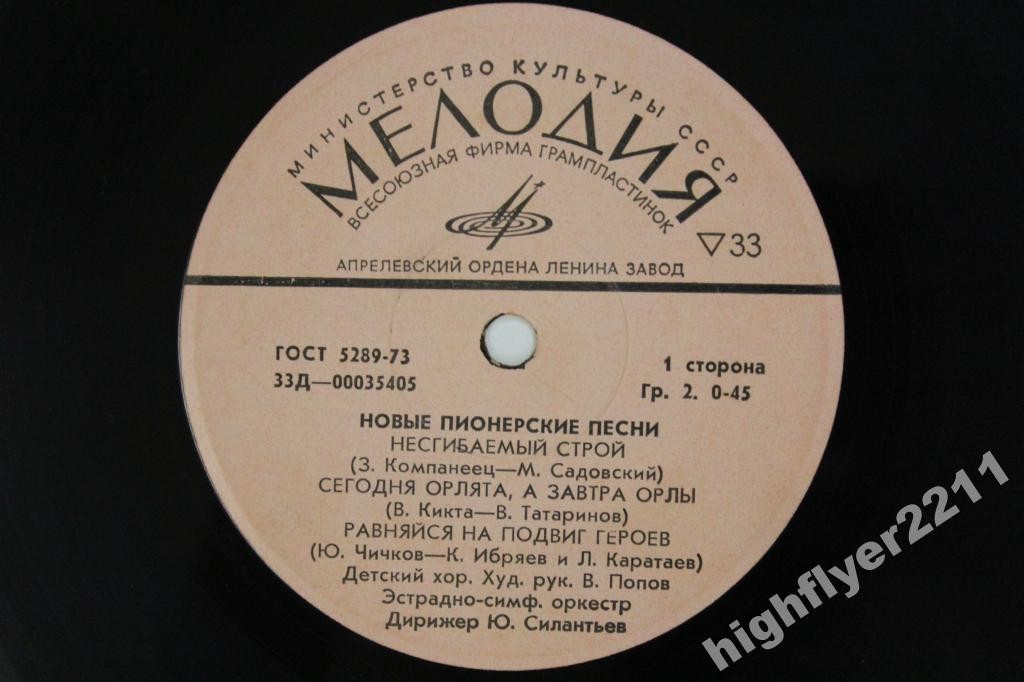 МИНИСТЕРСТВО КУЛЬТУРЫ СССР
МЕЛОДИЯ
ВСЕСОЮЗНАЯ ФИРМА ГРАМПЛАСТИНОК
▽33
АПРЕЛЕВСКИЙ ОРДЕНА ЛЕНИНА ЗАВОД
ГОСТ 5289-73
33Д—00035405
1 сторона
Гр. 2. 0-45
НОВЫЕ ПИОНЕРСКИЕ ПЕСНИ
НЕСГИБАЕМЫЙ СТРОЙ
(З. Компанеец—М. Садовский)
СЕГОДНЯ ОРЛЯТА, А ЗАВТРА ОРЛЫ
(В. Кикта—В. Татаринов)
РАВНЯЙСЯ НА ПОДВИГ ГЕРОЕВ
(Ю. Чичков—К. Ибряев и Л. Каратаев)
Детский хор. Худ. рук. В. Попов
Эстрадно-симф. оркестр
Дирижер Ю. Силантьев
highflyer2211